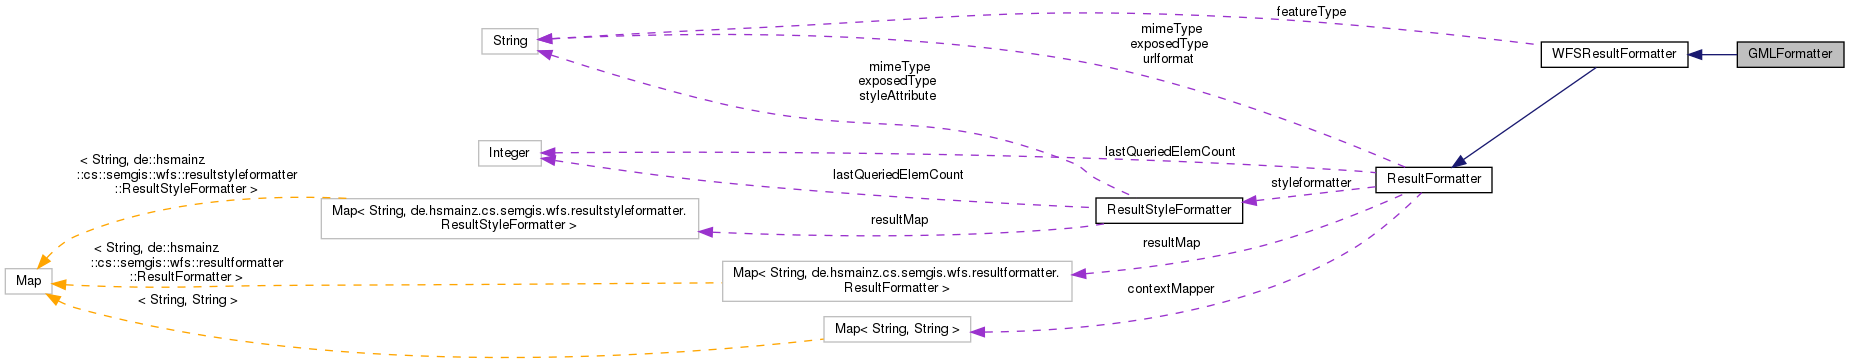 featureType
mimeType
exposedType
urlformat
String
WFSResultFormatter
GMLFormatter
mimeType
exposedType
styleAttribute
Integer
lastQueriedElemCount
< String, de::hsmainz
::cs::semgis::wfs::resultstyleformatter
::ResultStyleFormatter >
lastQueriedElemCount
styleformatter
ResultFormatter
Map< String, de.hsmainz.cs.semgis.wfs.resultstyleformatter.
ResultStyleFormatter >
resultMap
ResultStyleFormatter
resultMap
< String, de::hsmainz
::cs::semgis::wfs::resultformatter
::ResultFormatter >
Map
Map< String, de.hsmainz.cs.semgis.wfs.resultformatter.
ResultFormatter >
contextMapper
< String, String >
Map< String, String >